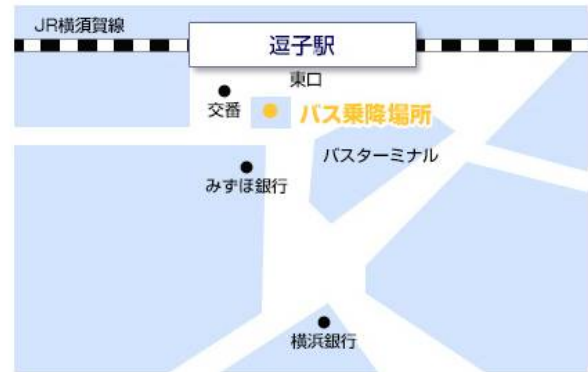 JR横須賀線
逗子駅
東口
交番
バス乗降場所
バスターミナル
みずほ銀行
横浜銀行